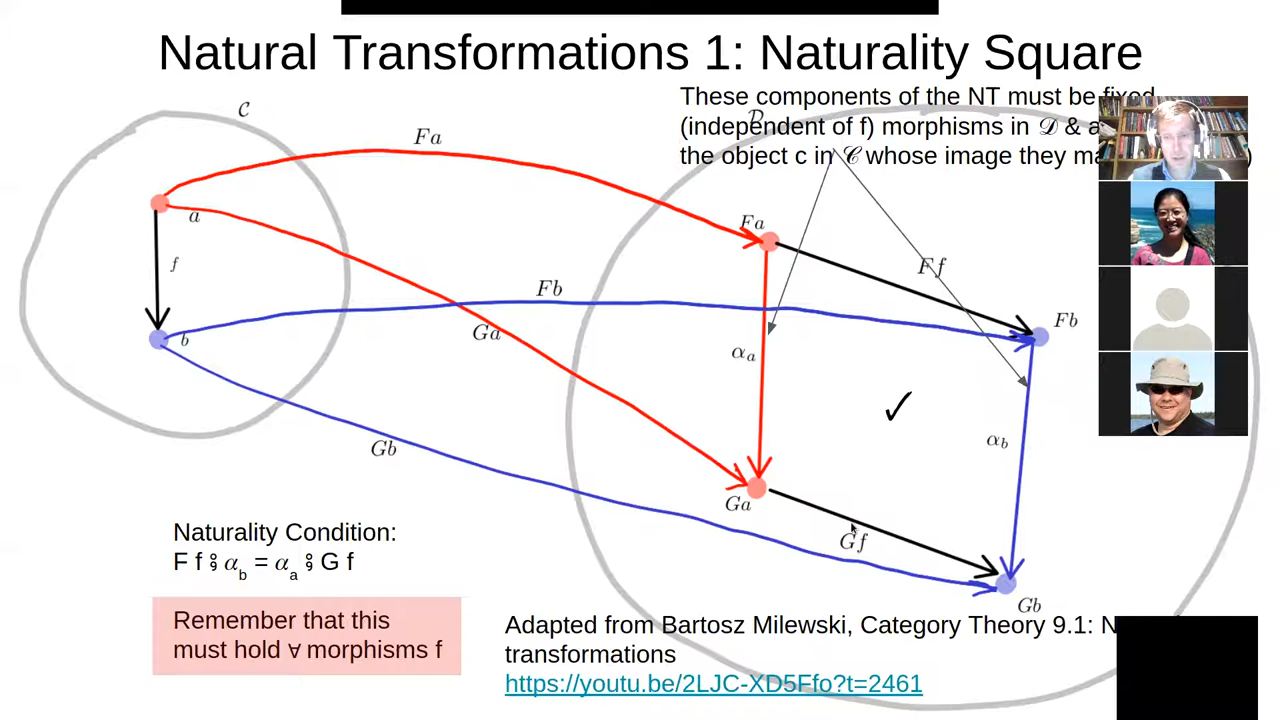 Natural Transformations 1: Naturality Square
These components of the NT must be fixed
(independent of f) morphisms in 𝒟 &
the object c in 𝒞 whose image they
𝒞
𝒟
Fa
a
f
b
Fb
Ga
Gb
Fa
Ff
Fb
αa
αb
Ga
Gf
Gb
✓
Naturality Condition:
F f ⨾ αb = αa ⨾ G f
Remember that this
must hold ∀ morphisms f
Adapted from Bartosz Milewski, Category Theory 9.1:
transformations
https://youtu.be/2LJC-XD5Ffo?t=2461